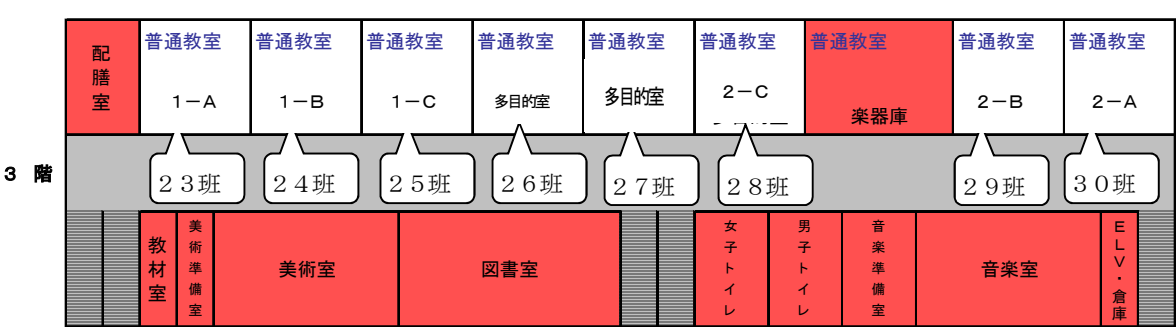 配膳室
普通教室
1－A
普通教室
1－B
普通教室
1－C
普通教室
多目的室
普通教室
多目的室
普通教室
2－C
普通教室
楽器庫
普通教室
2－B
普通教室
2－A
3 階
23班
24班
25班
26班
27班
28班
29班
30班
教材室
美術準備室
美術室
図書室
女子トイレ
男子トイレ
音楽準備室
音楽室
ELV・倉庫